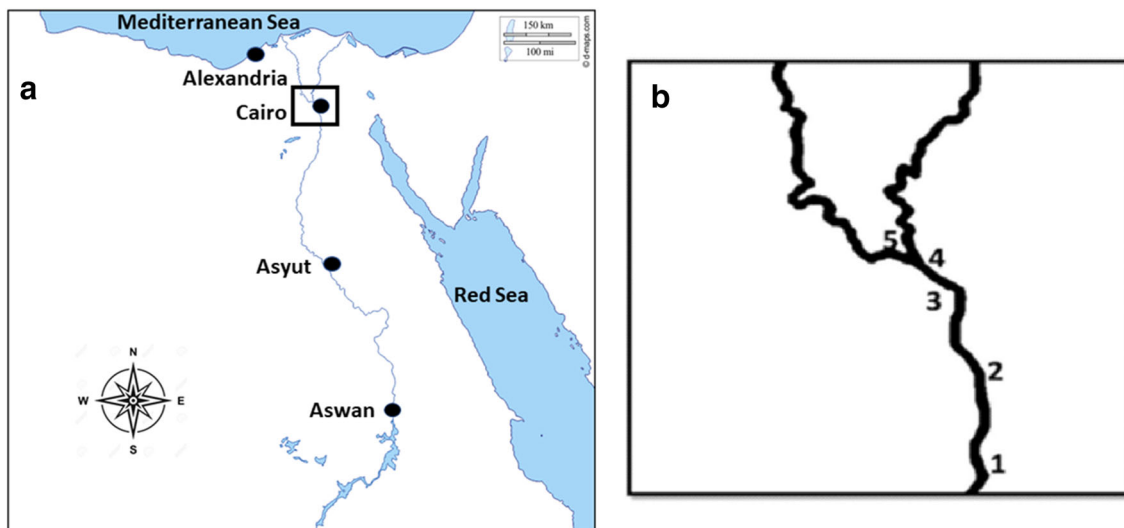 Mediterranean Sea
150 km
100 mi
© d-maps.com
Alexandria
a
Cairo
Asyut
Red Sea
N
W
E
S
Aswan
b
5
4
3
2
1